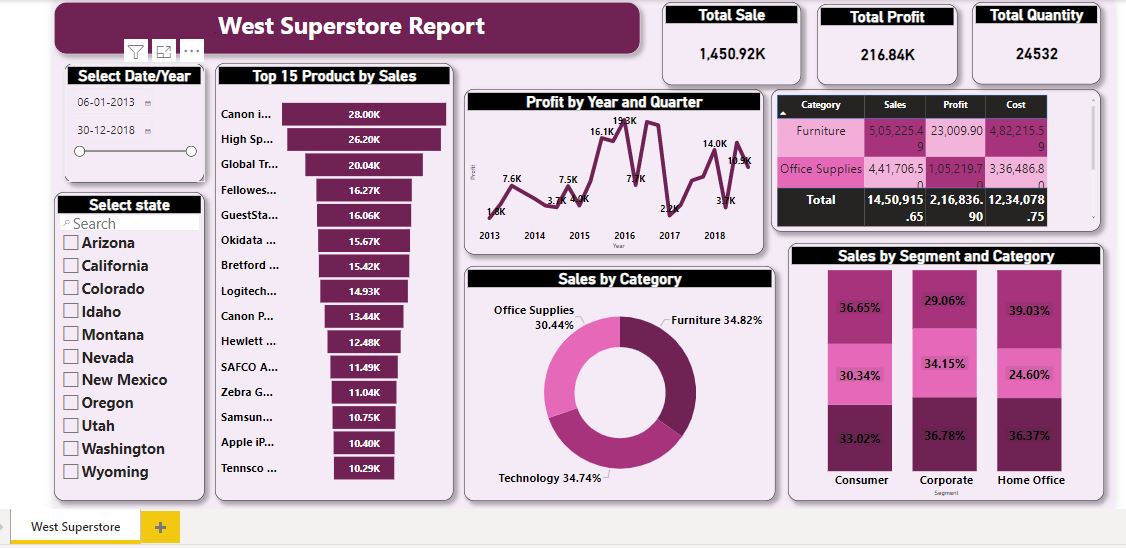 West Superstore Report
Total Sale
1,450.92K
Total Profit
216.84K
Total Quantity
24532
Select Date/Year
06-01-2013
30-12-2018
Select state
Search
Arizona
California
Colorado
Idaho
Montana
Nevada
New Mexico
Oregon
Utah
Washington
Wyoming
Top 15 Product by Sales
Canon i... 28.00K
High Sp... 26.20K
Global Tr... 20.04K
Fellowes... 16.27K
GuestSta... 16.06K
Okidata ... 15.67K
Bretford ... 15.42K
Logitech... 14.93K
Canon P... 13.44K
Hewlett ... 12.48K
SAFCO A... 11.49K
Zebra G... 11.04K
Samsun... 10.75K
Apple iP... 10.40K
Tennsco ... 10.29K
Profit by Year and Quarter
Profit
19.3K
16.1K
14.0K
10.9K
7.6K
7.5K
7.7K
3.7K
4.0K
3.7K
1.8K
2.2K
2013 2014 2015 2016 2017 2018
Year
Category Sales Profit Cost
Furniture 5,05,225.4
9 23,009.90 4,82,215.5
9
Office Supplies 4,41,706.5
0 1,05,219.7
0 3,36,486.8
0
Total 14,50,915
.65 2,16,836.
90 12,34,078
.75
Sales by Category
Office Supplies
30.44%
Furniture 34.82%
Technology 34.74%
Sales by Segment and Category
36.65% 29.06% 39.03%
30.34% 34.15% 24.60%
33.02% 36.78% 36.37%
Consumer Corporate Home Office
Segment
West Superstore
+